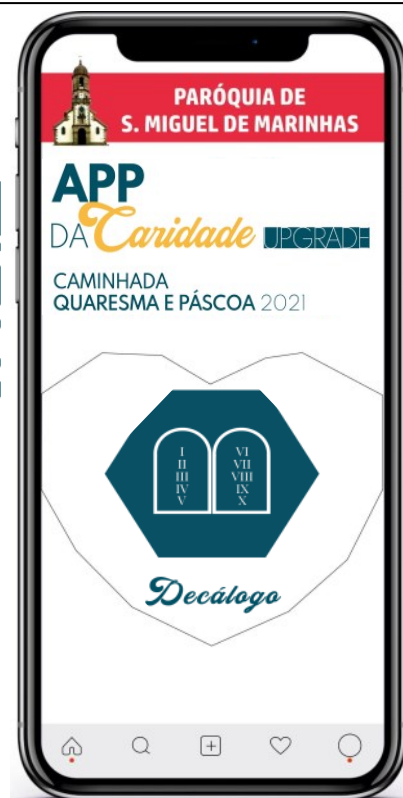 PARÓQUIA DE
S. MIGUEL DE MARINHAS
APP
DA Caridade UPGRADE
CAMINHADA
QUARESMA E PÁSCOA 2021
I VI
II VII
III VIII
IV IX
V X
Decálogo